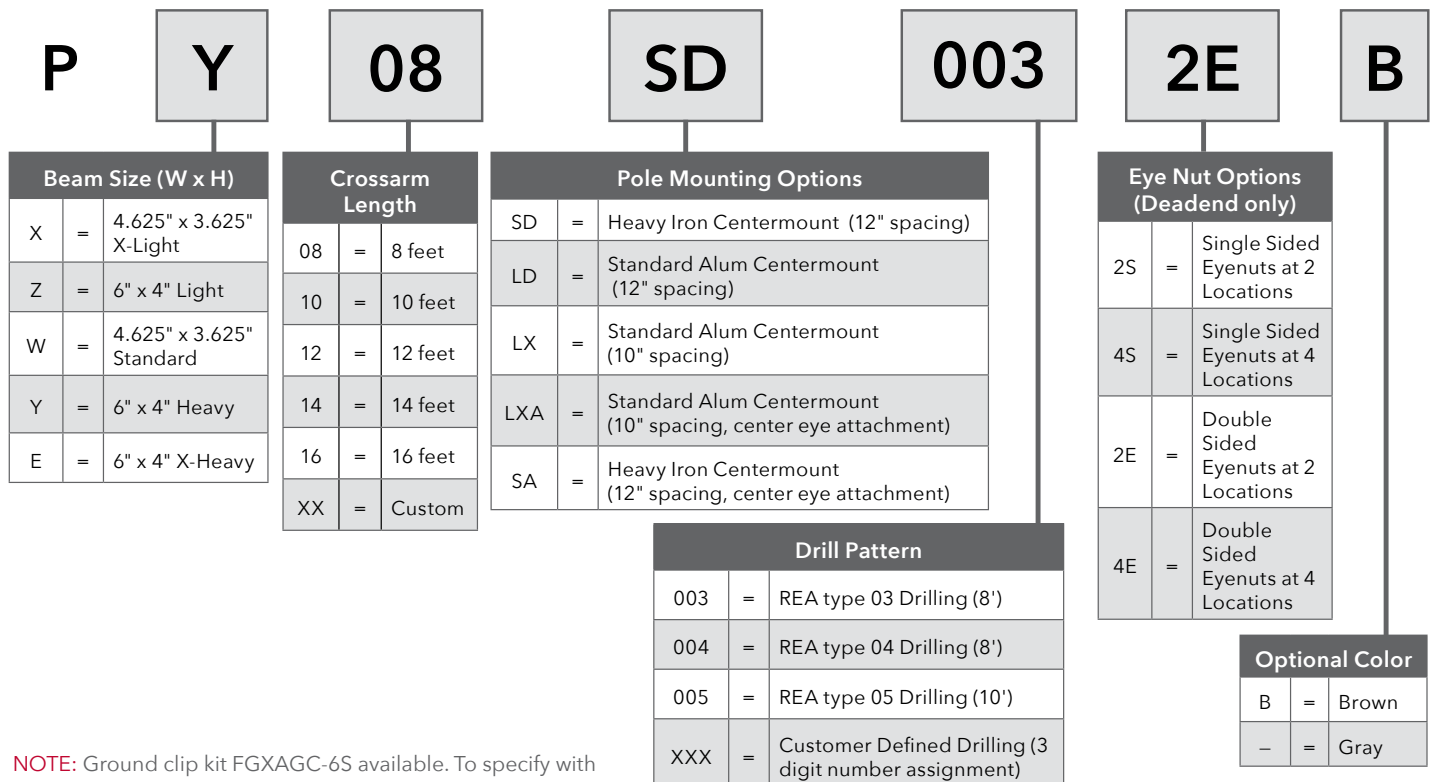 P Y 08 SD 003 2E B
Beam Size (W x H)
X = 4.625" x 3.625"
X-Light
Z = 6" x 4" Light
W = 4.625" x 3.625"
Standard
Y = 6" x 4" Heavy
E = 6" x 4" X-Heavy
Crossarm
Length
08 = 8 feet
10 = 10 feet
12 = 12 feet
14 = 14 feet
16 = 16 feet
XX = Custom
Pole Mounting Options
SD = Heavy Iron Centermount (12" spacing)
LD = Standard Alum Centermount
(12" spacing)
LX = Standard Alum Centermount
(10" spacing)
LXA = Standard Alum Centermount
(10" spacing, center eye attachment)
SA = Heavy Iron Centermount
(12" spacing, center eye attachment)
Drill Pattern
003 = REA type 03 Drilling (8')
004 = REA type 04 Drilling (8')
005 = REA type 05 Drilling (10')
XXX = Customer Defined Drilling (3
digit number assignment)
Eye Nut Options
(Deadend only)
2S = Single Sided
Eyenuts at 2
Locations
4S = Single Sided
Eyenuts at 4
Locations
2E = Double
Sided
Eyenuts at 2
Locations
4E = Double
Sided
Eyenuts at 4
Locations
Optional Color
B = Brown
– = Gray
NOTE: Ground clip kit FGXAGC-6S available. To specify with